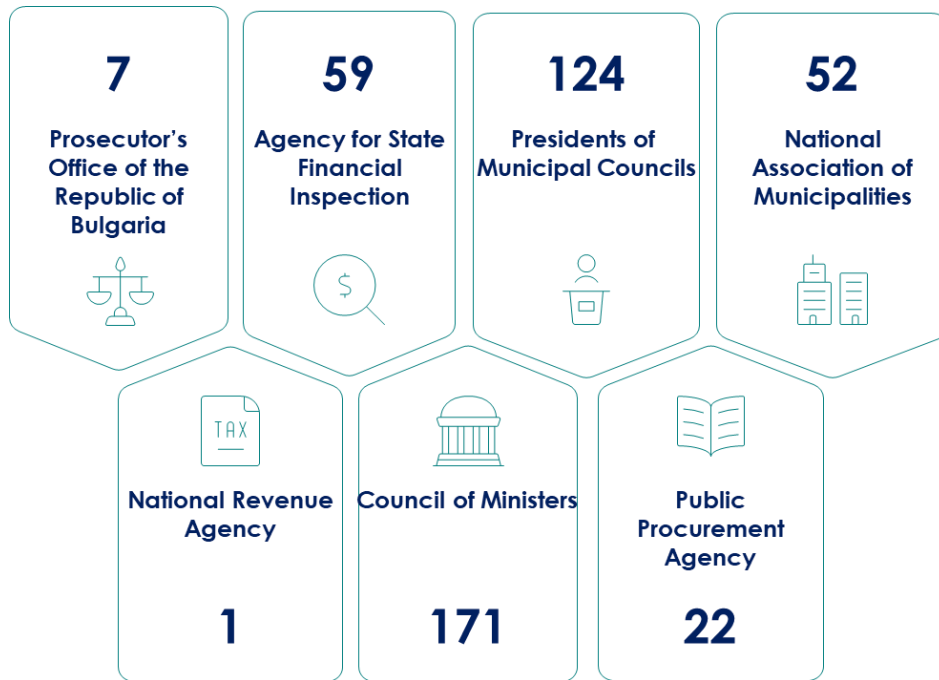 7
Prosecutor's
Office of the
Republic of
Bulgaria
59
Agency for State
Financial
Inspection
$
124
Presidents of
Municipal Councils
52
National
Association of
Municipalities
TAX
National Revenue
Agency
1
Council of Ministers
171
Public
Procurement
Agency
22